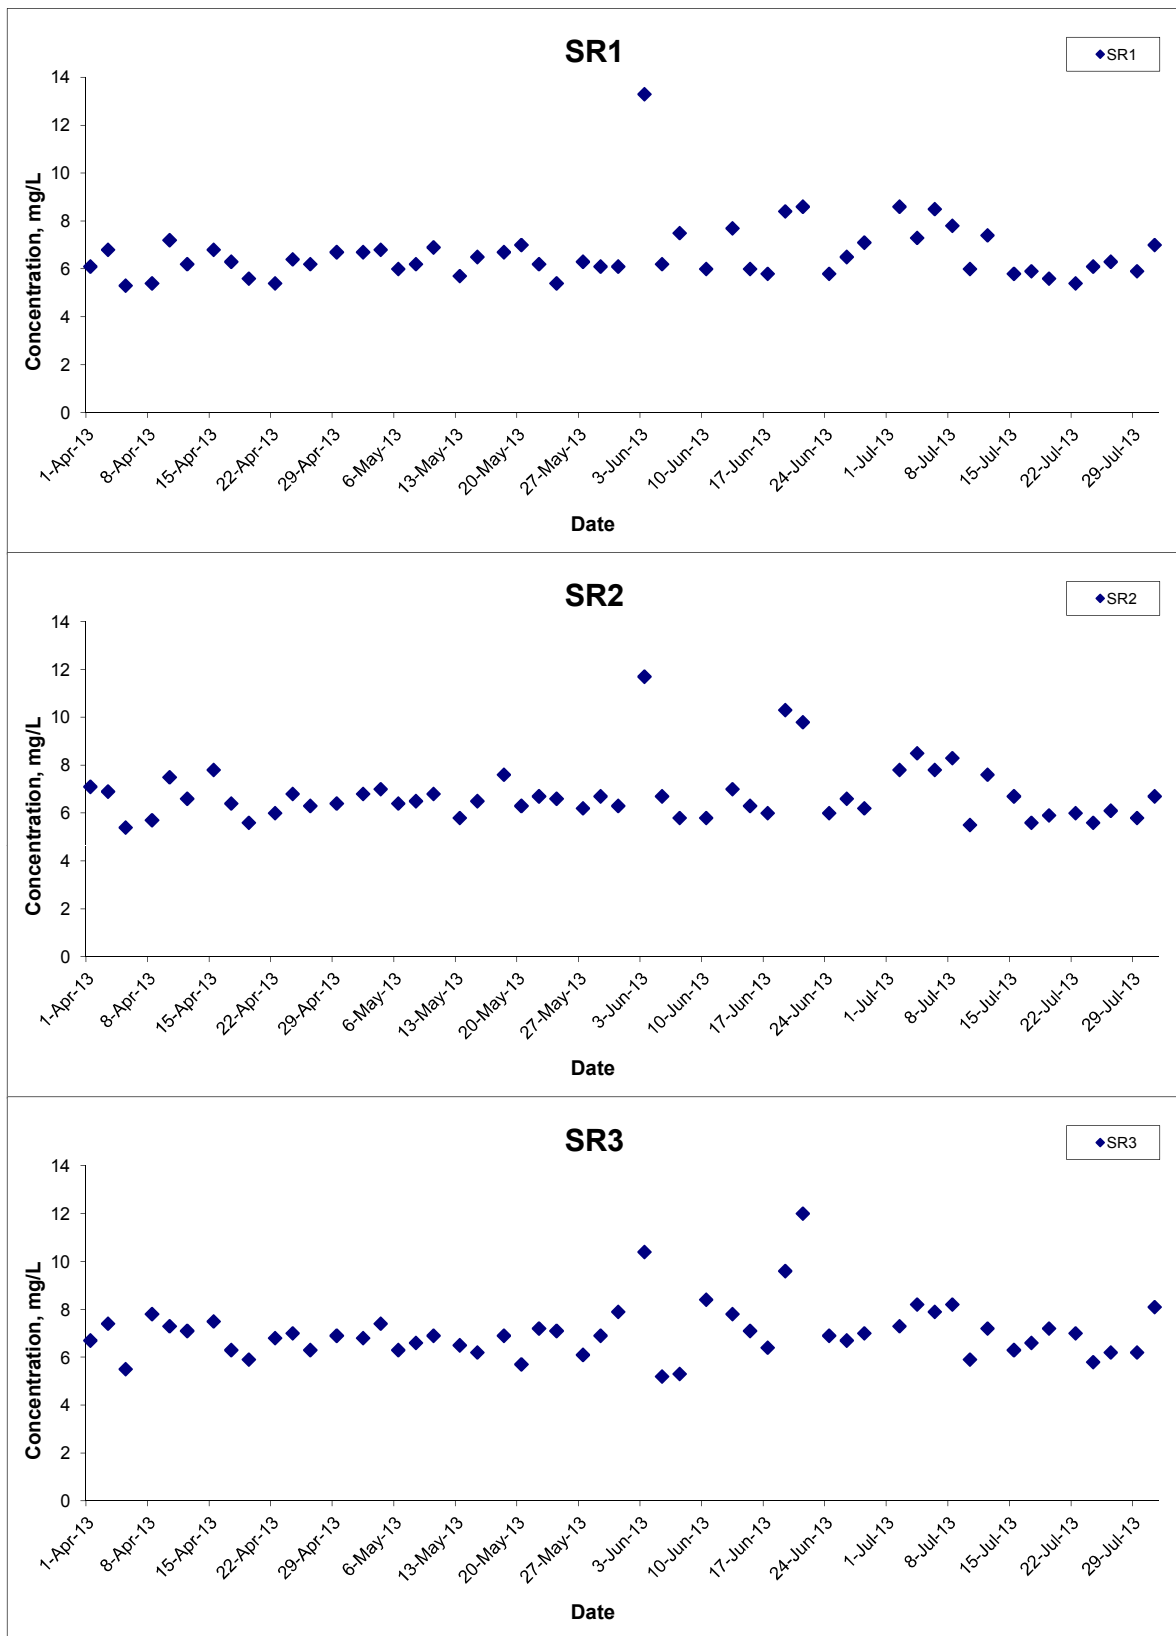 SR1
SR1
Concentration, mg/L
14
12
10
8
6
4
2
0
1-Apr-13
8-Apr-13
15-Apr-13
22-Apr-13
29-Apr-13
6-May-13
13-May-13
20-May-13
27-May-13
3-Jun-13
10-Jun-13
17-Jun-13
24-Jun-13
1-Jul-13
8-Jul-13
15-Jul-13
22-Jul-13
29-Jul-13
Date
SR2
SR2
Concentration, mg/L
14
12
10
8
6
4
2
0
1-Apr-13
8-Apr-13
15-Apr-13
22-Apr-13
29-Apr-13
6-May-13
13-May-13
20-May-13
27-May-13
3-Jun-13
10-Jun-13
17-Jun-13
24-Jun-13
1-Jul-13
8-Jul-13
15-Jul-13
22-Jul-13
29-Jul-13
Date
SR3
SR3
Concentration, mg/L
14
12
10
8
6
4
2
0
1-Apr-13
8-Apr-13
15-Apr-13
22-Apr-13
29-Apr-13
6-May-13
13-May-13
20-May-13
27-May-13
3-Jun-13
10-Jun-13
17-Jun-13
24-Jun-13
1-Jul-13
8-Jul-13
15-Jul-13
22-Jul-13
29-Jul-13
Date